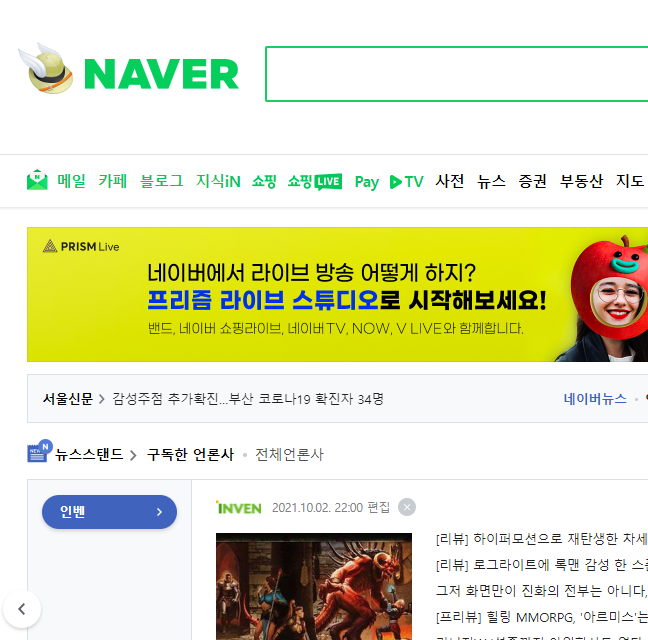 NAVER
메일 카페 블로그 지식iN 쇼핑 쇼핑LIVE Pay TV 사전 뉴스 증권 부동산 지도
PRISM Live
네이버에서 라이브 방송 어떻게 하지?
프리즘 라이브 스튜디오로 시작해보세요!
밴드, 네이버 쇼핑라이브, 네이버TV, NOW, V LIVE와 함께합니다.
서울신문 > 감성주점 추가확진...부산 코로나19 확진자 34명 네이버뉴스
NEW N 뉴스스탠드 > 구독한 언론사 • 전체언론사
인벤 >
INVEN 2021.10.02. 22:00 편집
[리뷰] 하이퍼모션으로 재탄생한 차세
[리뷰] 로그라이트에 록맨 감성 한 스
그저 화면만이 진화의 전부는 아니다,
[프리뷰] 힐링 MMORPG, '아르미스'는